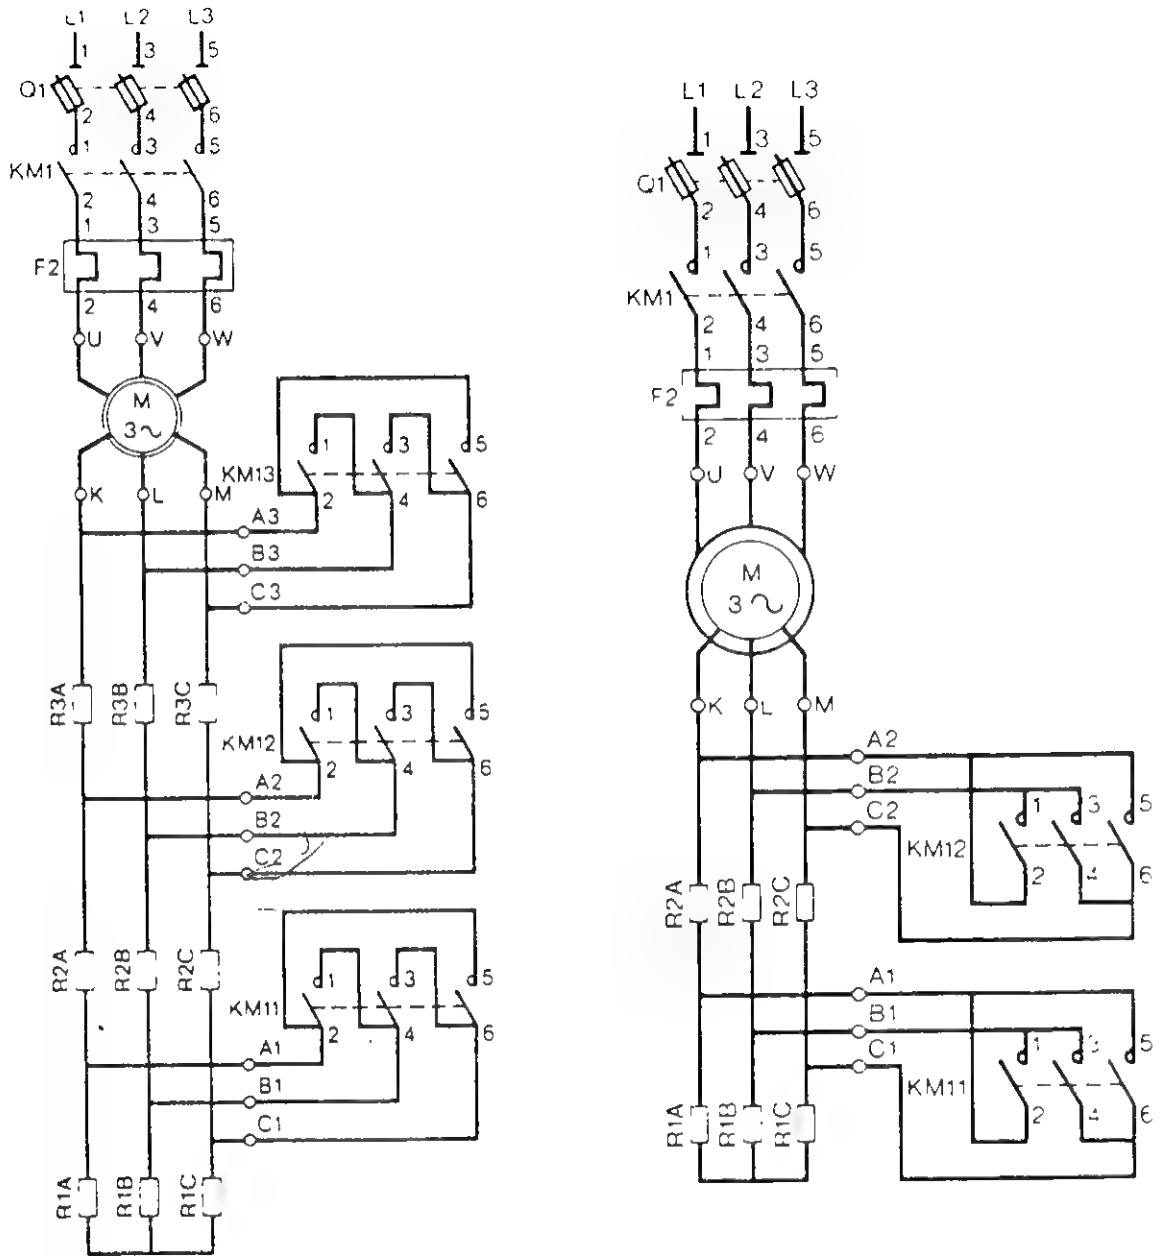 L1 L2 L3
1 3 5
Q1
2 4 6
1 3 5
KM1
2 4 6
1 3 5
F2
2 4 6
U V W
M
3~
K L M
1 3 5
KM13
2 4 6
A3
B3
C3
R3A R3B R3C
1 3 5
KM12
2 4 6
A2
B2
C2
R2A R2B R2C
1 3 5
KM11
2 4 6
A1
B1
C1
R1A R1B R1C
L1 L2 L3
1 3 5
Q1
2 4 6
1 3 5
KM1
2 4 6
1 3 5
F2
2 4 6
U V W
M
3~
K L M
A2
B2
C2
1 3 5
KM12
2 4 6
R2A R2B R2C
A1
B1
C1
1 3 5
KM11
2 4 6
R1A R1B R1C